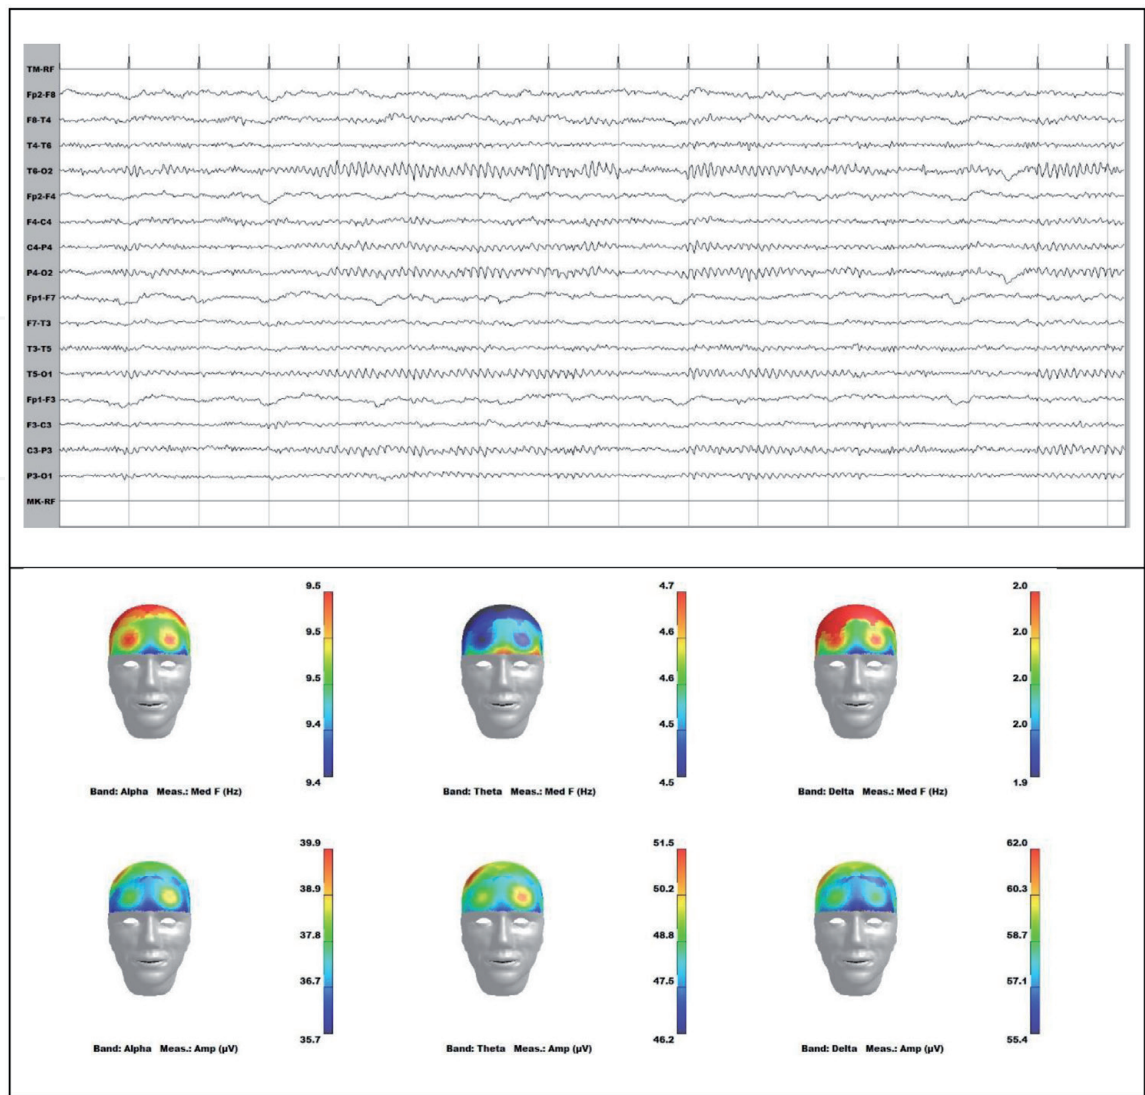 TM-RF
Fp2-F8
F8-T4
T4-T6
T6-O2
Fp2-F4
F4-C4
C4-P4
P4-O2
Fp1-F7
F7-T3
T3-T5
T5-O1
Fp1-F3
F3-C3
C3-P3
P3-O1
MK-RF
9.5
9.5
9.5
9.4
9.4
Band: Alpha Meas.: Med F (Hz)
4.7
4.6
4.6
4.5
4.5
Band: Theta Meas.: Med F (Hz)
2.0
2.0
2.0
2.0
1.9
Band: Delta Meas.: Med F (Hz)
39.9
38.9
37.8
36.7
35.7
Band: Alpha Meas.: Amp (µV)
51.5
50.2
48.8
47.5
46.2
Band: Theta Meas.: Amp (µV)
62.0
60.3
58.7
57.1
55.4
Band: Delta Meas.: Amp (µV)